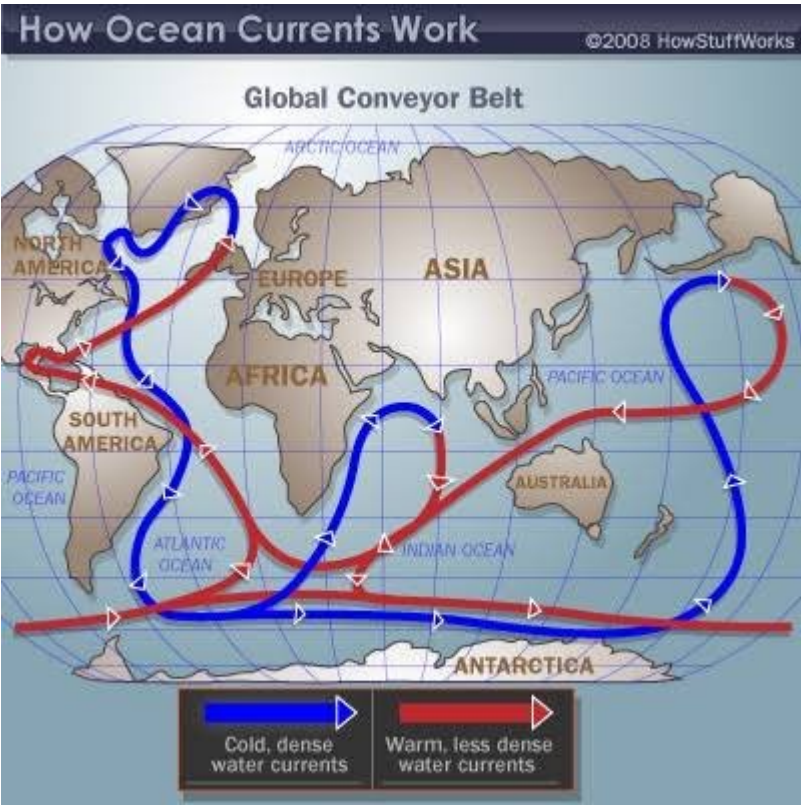 How Ocean Currents Work
©2008 HowStuffWorks
Global Conveyor Belt
ARCTIC OCEAN
NORTH
AMERICA
EUROPE
ASIA
AFRICA
PACIFIC OCEAN
SOUTH
AMERICA
PACIFIC
OCEAN
AUSTRALIA
ATLANTIC
OCEAN
INDIAN OCEAN
ANTARCTICA
Cold, dense
water currents
Warm, less dense
water currents